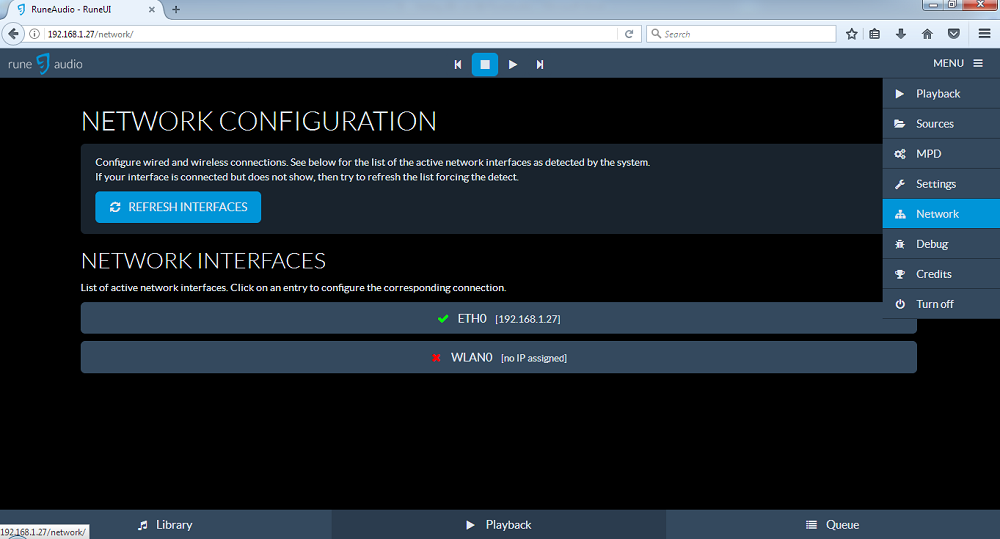 RuneAudio - RuneUI
192.168.1.27/network/
Search
rune audio
MENU
Playback
Sources
MPD
Settings
Network
Debug
Credits
Turn off
NETWORK CONFIGURATION
Configure wired and wireless connections. See below for the list of the active network interfaces as detected by the system.
If your interface is connected but does not show, then try to refresh the list forcing the detect.
REFRESH INTERFACES
NETWORK INTERFACES
List of active network interfaces. Click on an entry to configure the corresponding connection.
ETH0 [192.168.1.27]
WLAN0 [no IP assigned]
Library
Playback
Queue
192.168.1.27/network/